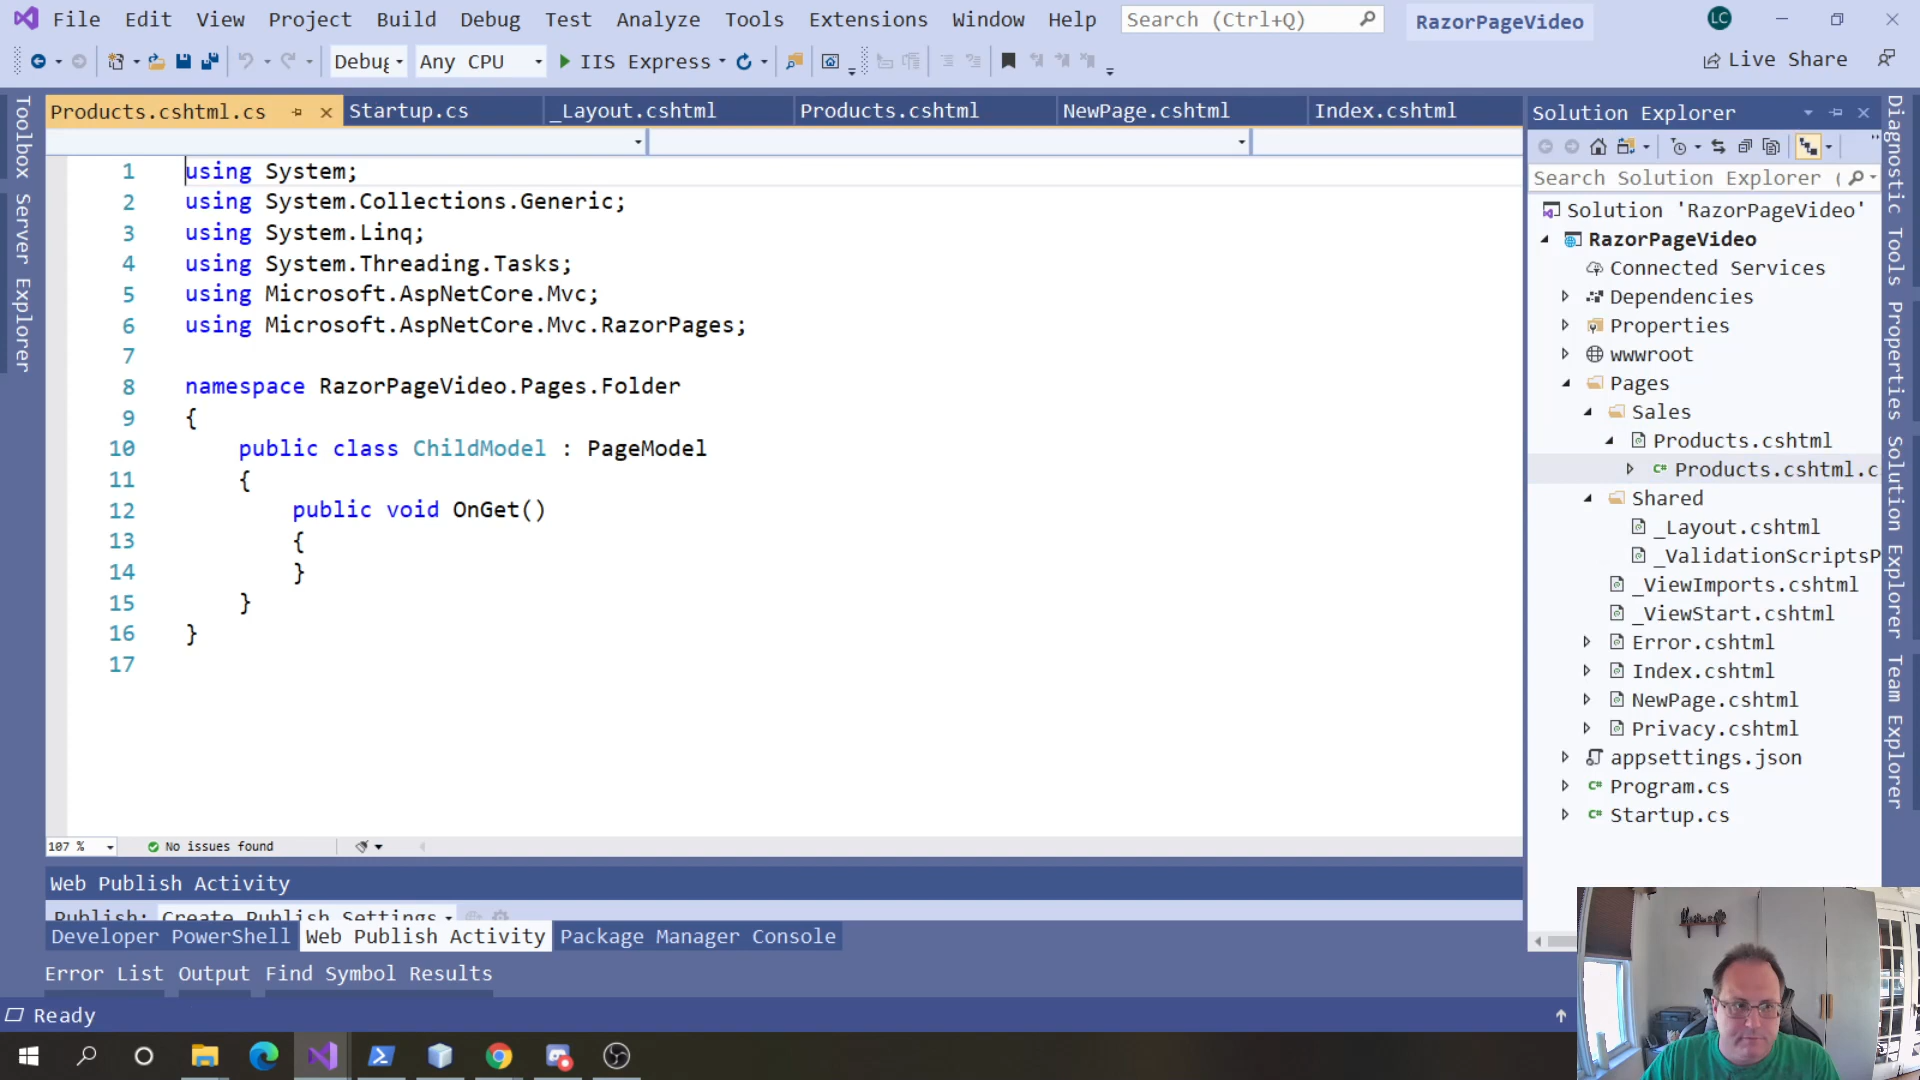 File Edit View Project Build Debug Test Analyze Tools Extensions Window Help Search (Ctrl+Q) RazorPageVideo LC
Debug Any CPU IIS Express Live Share
Products.cshtml.cs Startup.cs _Layout.cshtml Products.cshtml NewPage.cshtml Index.cshtml
1 using System;
2 using System.Collections.Generic;
3 using System.Linq;
4 using System.Threading.Tasks;
5 using Microsoft.AspNetCore.Mvc;
6 using Microsoft.AspNetCore.Mvc.RazorPages;
7
8 namespace RazorPageVideo.Pages.Folder
9 {
10 public class ChildModel : PageModel
11 {
12 public void OnGet()
13 {
14 }
15 }
16 }
17
107 % No issues found
Web Publish Activity
Publish: Create Publish Settings
Developer PowerShell Web Publish Activity Package Manager Console
Error List Output Find Symbol Results
Ready
Toolbox
Server Explorer
Solution Explorer
Search Solution Explorer (
Solution 'RazorPageVideo'
RazorPageVideo
Connected Services
Dependencies
Properties
wwwroot
Pages
Sales
Products.cshtml
Products.cshtml.c
Shared
_Layout.cshtml
_ValidationScriptsP
_ViewImports.cshtml
_ViewStart.cshtml
Error.cshtml
Index.cshtml
NewPage.cshtml
Privacy.cshtml
appsettings.json
Program.cs
Startup.cs
Diagnostic Tools
Properties
Solution Explorer
Team Explorer